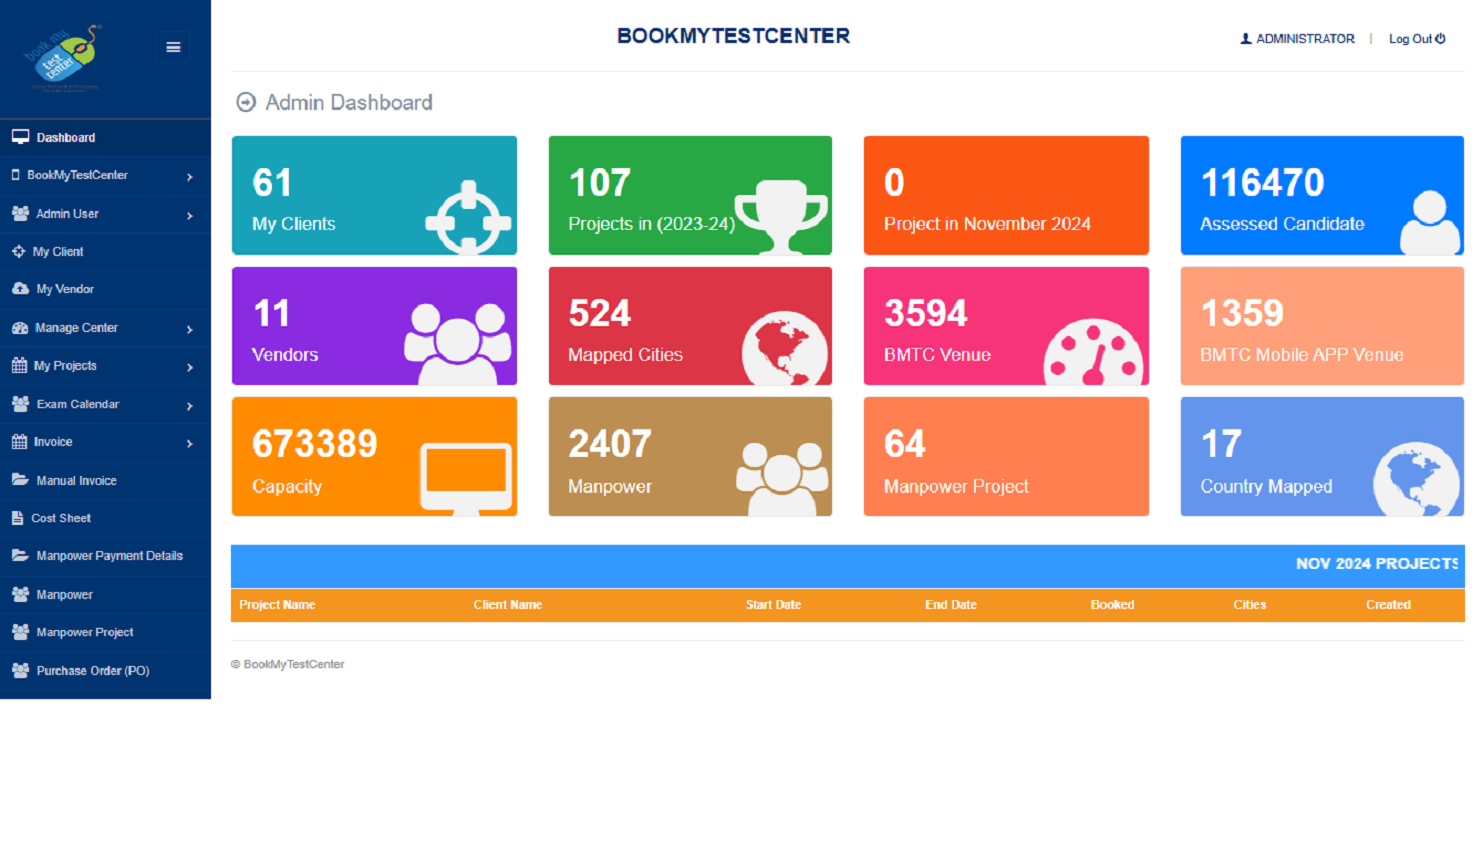 book my
test
center
BOOKMYTESTCENTER
ADMINISTRATOR | Log Out
Admin Dashboard
Dashboard
BookMyTestCenter
Admin User
My Client
My Vendor
Manage Center
My Projects
Exam Calendar
Invoice
Manual Invoice
Cost Sheet
Manpower Payment Details
Manpower
Manpower Project
Purchase Order (PO)
61
My Clients
107
Projects in (2023-24)
0
Project in November 2024
116470
Assessed Candidate
11
Vendors
524
Mapped Cities
3594
BMTC Venue
1359
BMTC Mobile APP Venue
673389
Capacity
2407
Manpower
64
Manpower Project
17
Country Mapped
NOV 2024 PROJECTS
Project Name Client Name Start Date End Date Booked Cities Created
© BookMyTestCenter